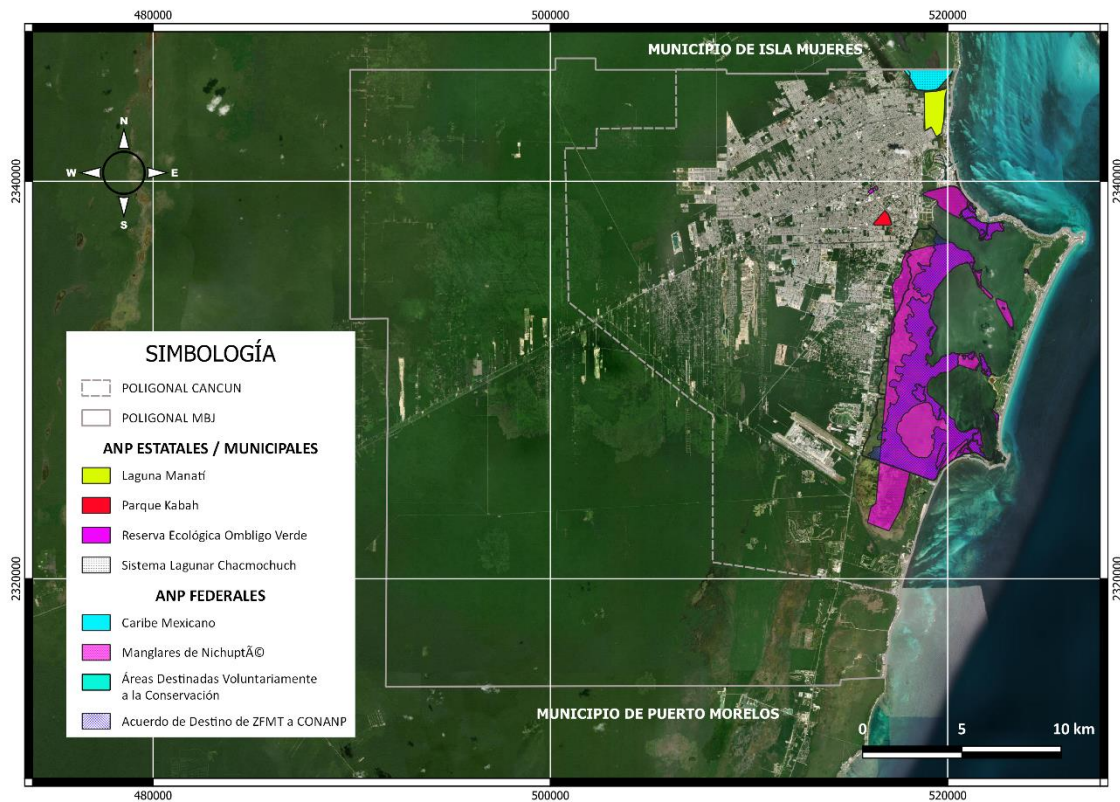 480000
500000
520000
MUNICIPIO DE ISLA MUJERES
N
W
E
S
2340000
2340000
SIMBOLOGÍA
POLIGONAL CANCUN
POLIGONAL MBJ
ANP ESTATALES / MUNICIPALES
Laguna Manatí
Parque Kabah
Reserva Ecológica Ombligo Verde
Sistema Lagunar Chacmochuch
ANP FEDERALES
Caribe Mexicano
Manglares de NichuptÃ©
Áreas Destinadas Voluntariamente
a la Conservación
Acuerdo de Destino de ZFMT a CONANP
2320000
2320000
MUNICIPIO DE PUERTO MORELOS
0
5
10 km
480000
500000
520000